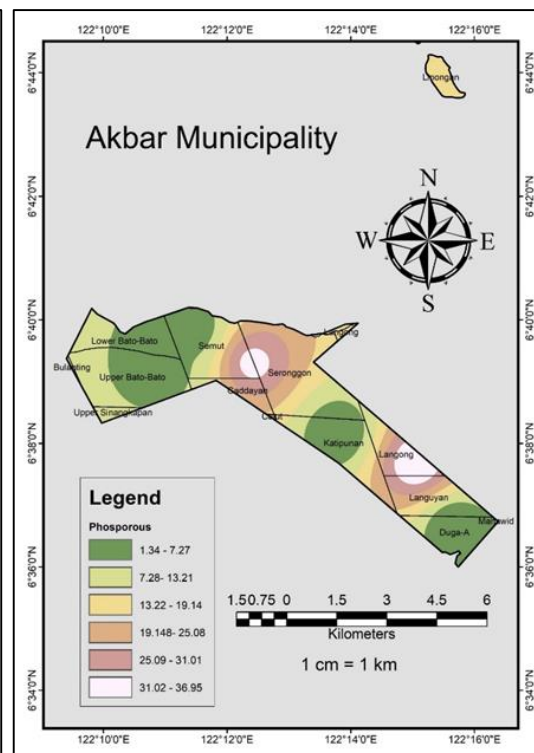 122°10'0"E 122°12'0"E 122°14'0"E 122°16'0"E
6°44'0"N 6°44'0"N
Lipongan
Akbar Municipality
6°42'0"N 6°42'0"N
N
W E
S
6°40'0"N 6°40'0"N
Lower Bato-Bato Semut
Bulanting Upper Bato-Bato Seronggon
Gaddayan
Upper Sinangkapan
6°38'0"N 6°38'0"N
Katipunan Langong
Languyan
Duga-A
6°36'0"N 6°36'0"N
Legend
Phosporous
1.34 - 7.27
7.28- 13.21
13.22 - 19.14
19.148- 25.08
25.09 - 31.01
31.02 - 36.95
1.50.75 0 1.5 3 4.5 6
Kilometers
1 cm = 1 km
6°34'0"N 6°34'0"N
122°10'0"E 122°12'0"E 122°14'0"E 122°16'0"E